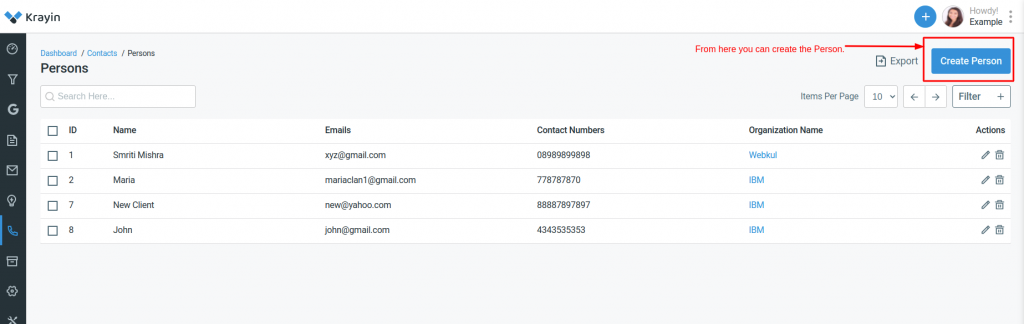 Krayin
Howdy!
Example
Dashboard / Contacts / Persons
Persons
From here you can create the Person.
Export
Create Person
Search Here...
Items Per Page 10
Filter +
ID Name Emails Contact Numbers Organization Name Actions
1 Smriti Mishra xyz@gmail.com 08989899898 Webkul
2 Maria mariaclan1@gmail.com 778787870 IBM
7 New Client new@yahoo.com 88887897897 IBM
8 John john@gmail.com 4343535353 IBM